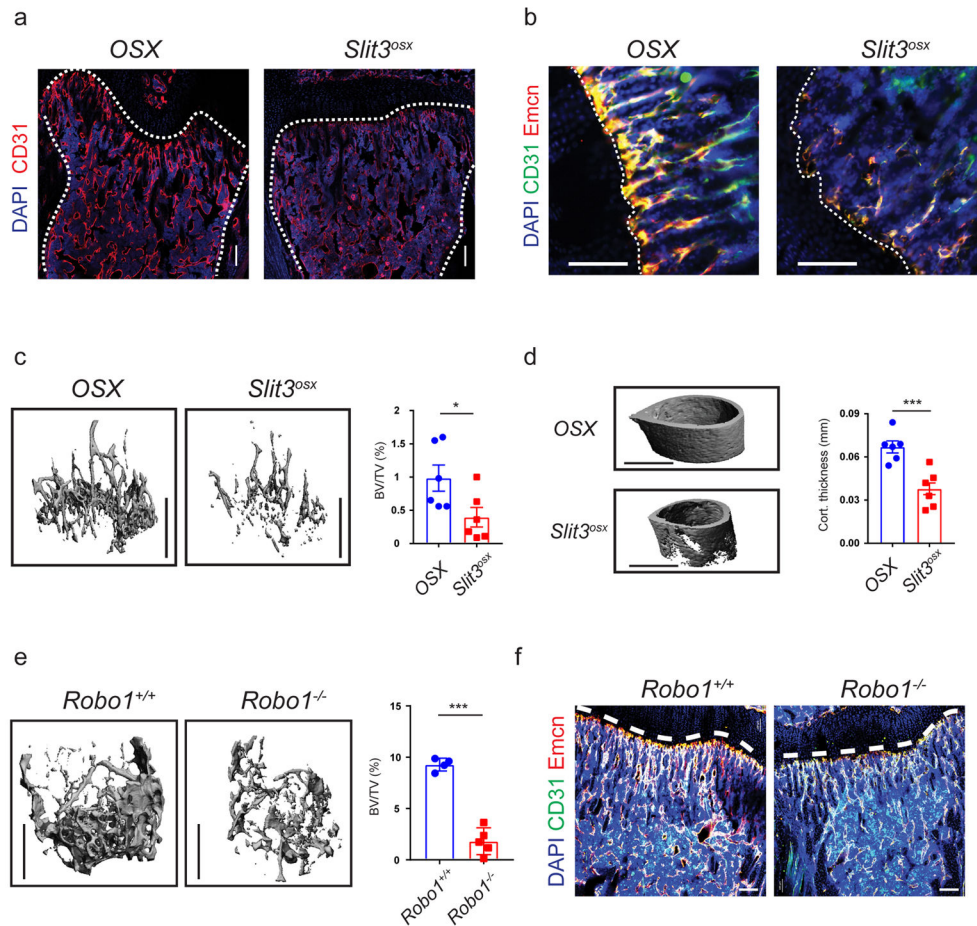 a
OSX
Slit3osx
DAPI CD31
b
OSX
Slit3osx
DAPI CD31 Emcn
c
OSX
Slit3osx
BV/TV (%)
2
1.5
1
0.5
0
*
OSX
Slit3osx
d
OSX
Slit3osx
Cort. thickness (mm)
0.09
0.06
0.03
0.00
***
OSX
Slit3osx
e
Robo1+/+
Robo1-/-
BV/TV (%)
15
10
5
0
***
Robo1+/+
Robo1-/-
f
Robo1+/+
Robo1-/-
DAPI CD31 Emcn